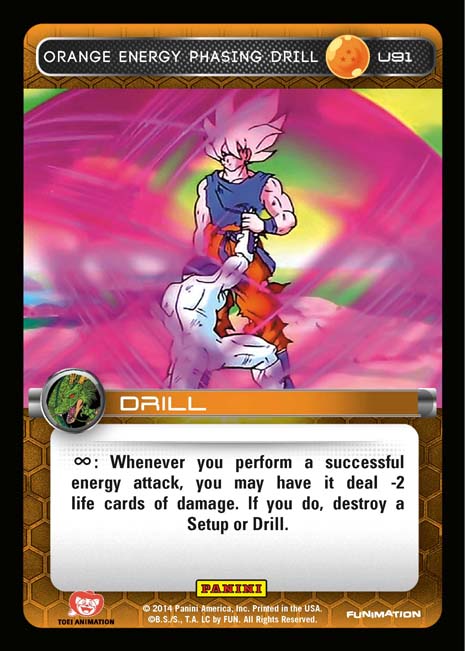 ORANGE ENERGY PHASING DRILL U91
DRILL
∞: Whenever you perform a successful
energy attack, you may have it deal -2
life cards of damage. If you do, destroy a
Setup or Drill.
PANINI
© 2014 Panini America, Inc. Printed in the USA.
©B.S./S., T.A. LC by FUN. All Rights Reserved.
TOEI ANIMATION
FUNIMATION